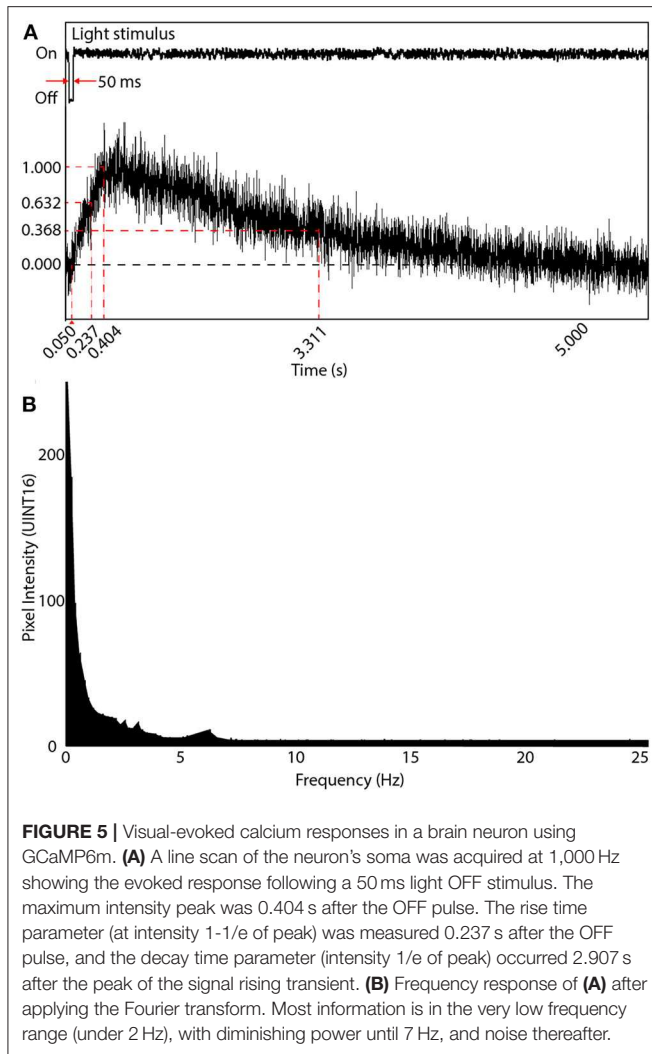 A
Light stimulus
On
50 ms
Off
1.000
0.632
0.368
0.000
0.050
0.237
0.404
3.311
5.000
Time (s)
B
Pixel Intensity (UINT16)
200
100
0
0 5 10 15 20 25
Frequency (Hz)
FIGURE 5 | Visual-evoked calcium responses in a brain neuron using
GCaMP6m. (A) A line scan of the neuron's soma was acquired at 1,000 Hz
showing the evoked response following a 50 ms light OFF stimulus. The
maximum intensity peak was 0.404 s after the OFF pulse. The rise time
parameter (at intensity 1-1/e of peak) was measured 0.237 s after the OFF
pulse, and the decay time parameter (intensity 1/e of peak) occurred 2.907 s
after the peak of the signal rising transient. (B) Frequency response of (A) after
applying the Fourier transform. Most information is in the very low frequency
range (under 2 Hz), with diminishing power until 7 Hz, and noise thereafter.